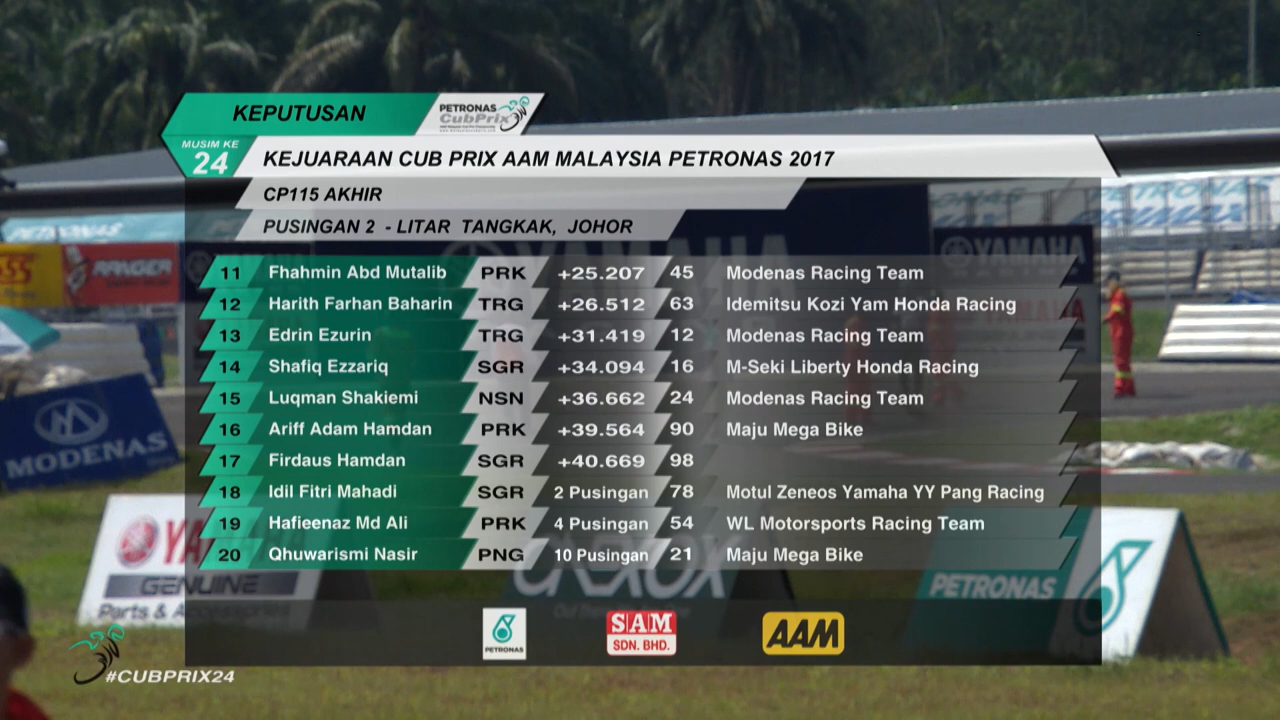 KEPUTUSAN
PETRONAS
CubPrix
MUSIM KE
24
KEJUARAAN CUB PRIX AAM MALAYSIA PETRONAS 2017
CP115 AKHIR
PUSINGAN 2 - LITAR TANGKAK, JOHOR
11 Fhahmin Abd Mutalib PRK +25.207 45 Modenas Racing Team
12 Harith Farhan Baharin TRG +26.512 63 Idemitsu Kozi Yam Honda Racing
13 Edrin Ezurin TRG +31.419 12 Modenas Racing Team
14 Shafiq Ezzariq SGR +34.094 16 M-Seki Liberty Honda Racing
15 Luqman Shakiemi NSN +36.662 24 Modenas Racing Team
16 Ariff Adam Hamdan PRK +39.564 90 Maju Mega Bike
17 Firdaus Hamdan SGR +40.669 98
18 Idil Fitri Mahadi SGR 2 Pusingan 78 Motul Zeneos Yamaha YY Pang Racing
19 Hafieenaz Md Ali PRK 4 Pusingan 54 WL Motorsports Racing Team
20 Qhuwarismi Nasir PNG 10 Pusingan 21 Maju Mega Bike
PETRONAS
SAM
SDN. BHD.
AAM
#CUBPRIX24
PETRONAS
RANGER
YAMAHA
YAMAHA
MODENAS
YA
GENUINE
Parts & Accessories
PETRONAS